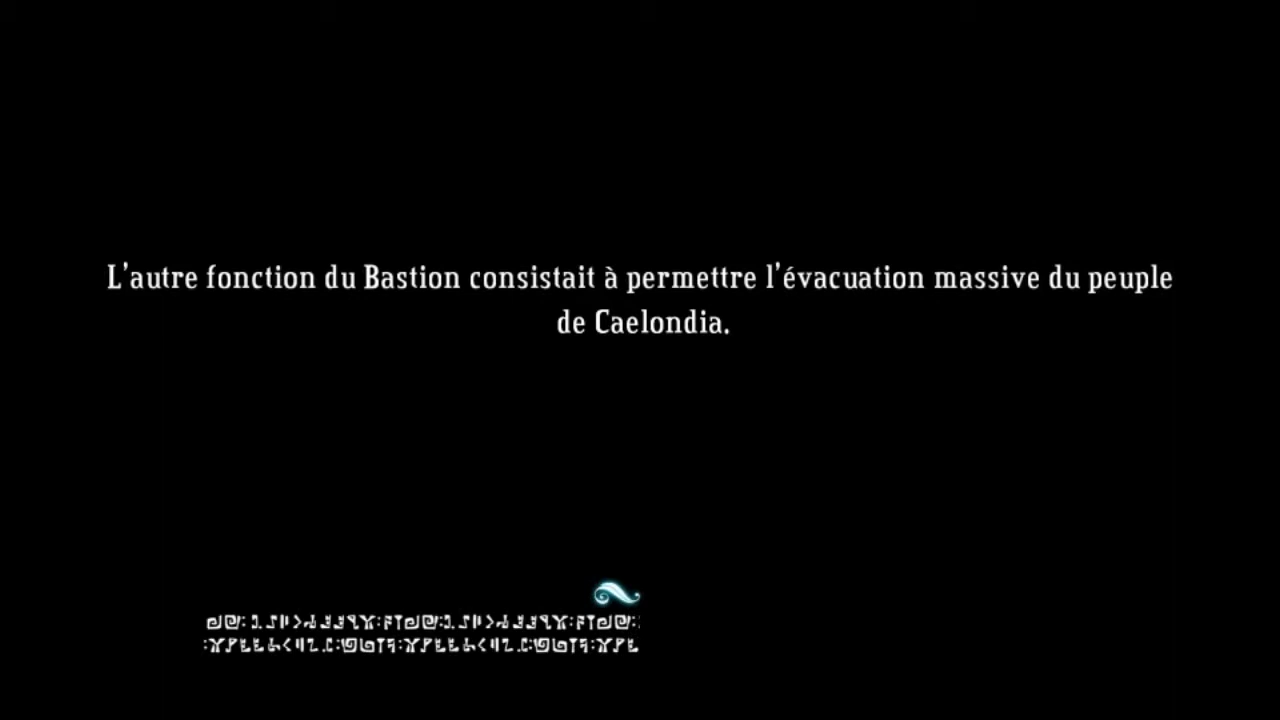 L'autre fonction du Bastion consistait à permettre l'évacuation massive du peuple
de Caelondia.